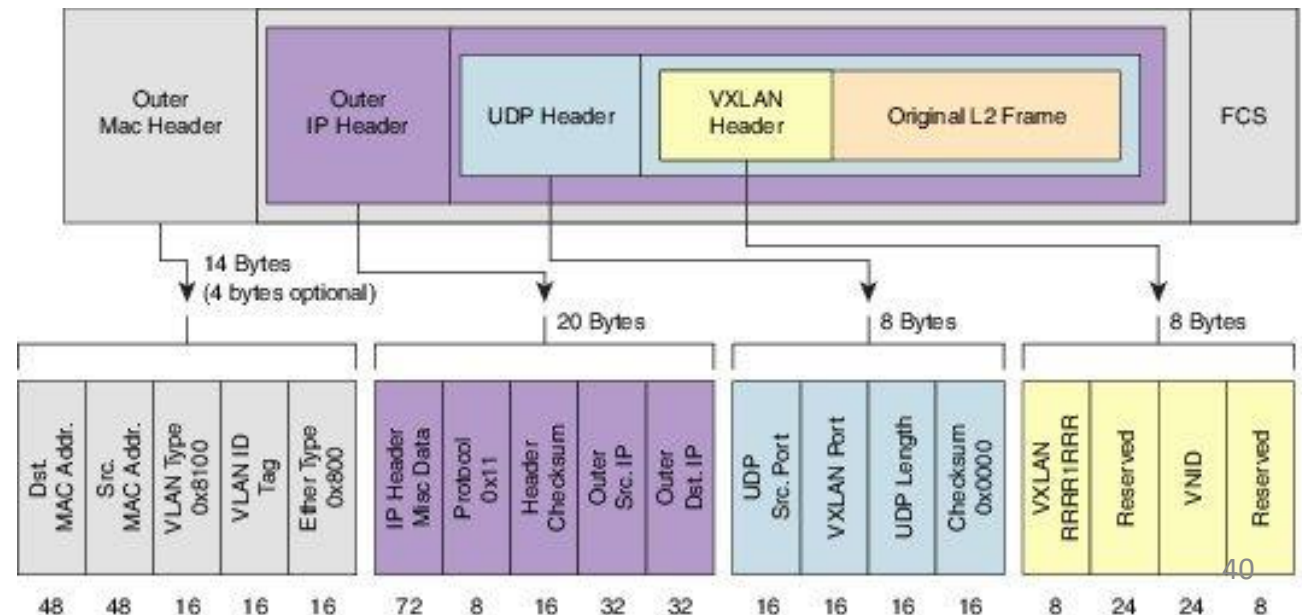 Outer
Mac Header
Outer
IP Header
UDP Header
VXLAN
Header
Original L2 Frame
FCS
14 Bytes
(4 bytes optional)
20 Bytes
8 Bytes
8 Bytes
Dst.
MAC Addr.
Src.
MAC Addr.
VLAN Type
0x8100
VLAN ID
Tag
Ether Type
0x800
IP Header
Misc Data
Protocol
0x11
Header
Checksum
Outer
Src. IP
Outer
Dst. IP
UDP
Src. Port
VXLAN Port
UDP Length
Checksum
0x0000
VXLAN
RRRR1RRR
Reserved
VNID
Reserved
40
48 48 16 16 16 72 8 16 32 32 16 16 16 16 8 24 24 8